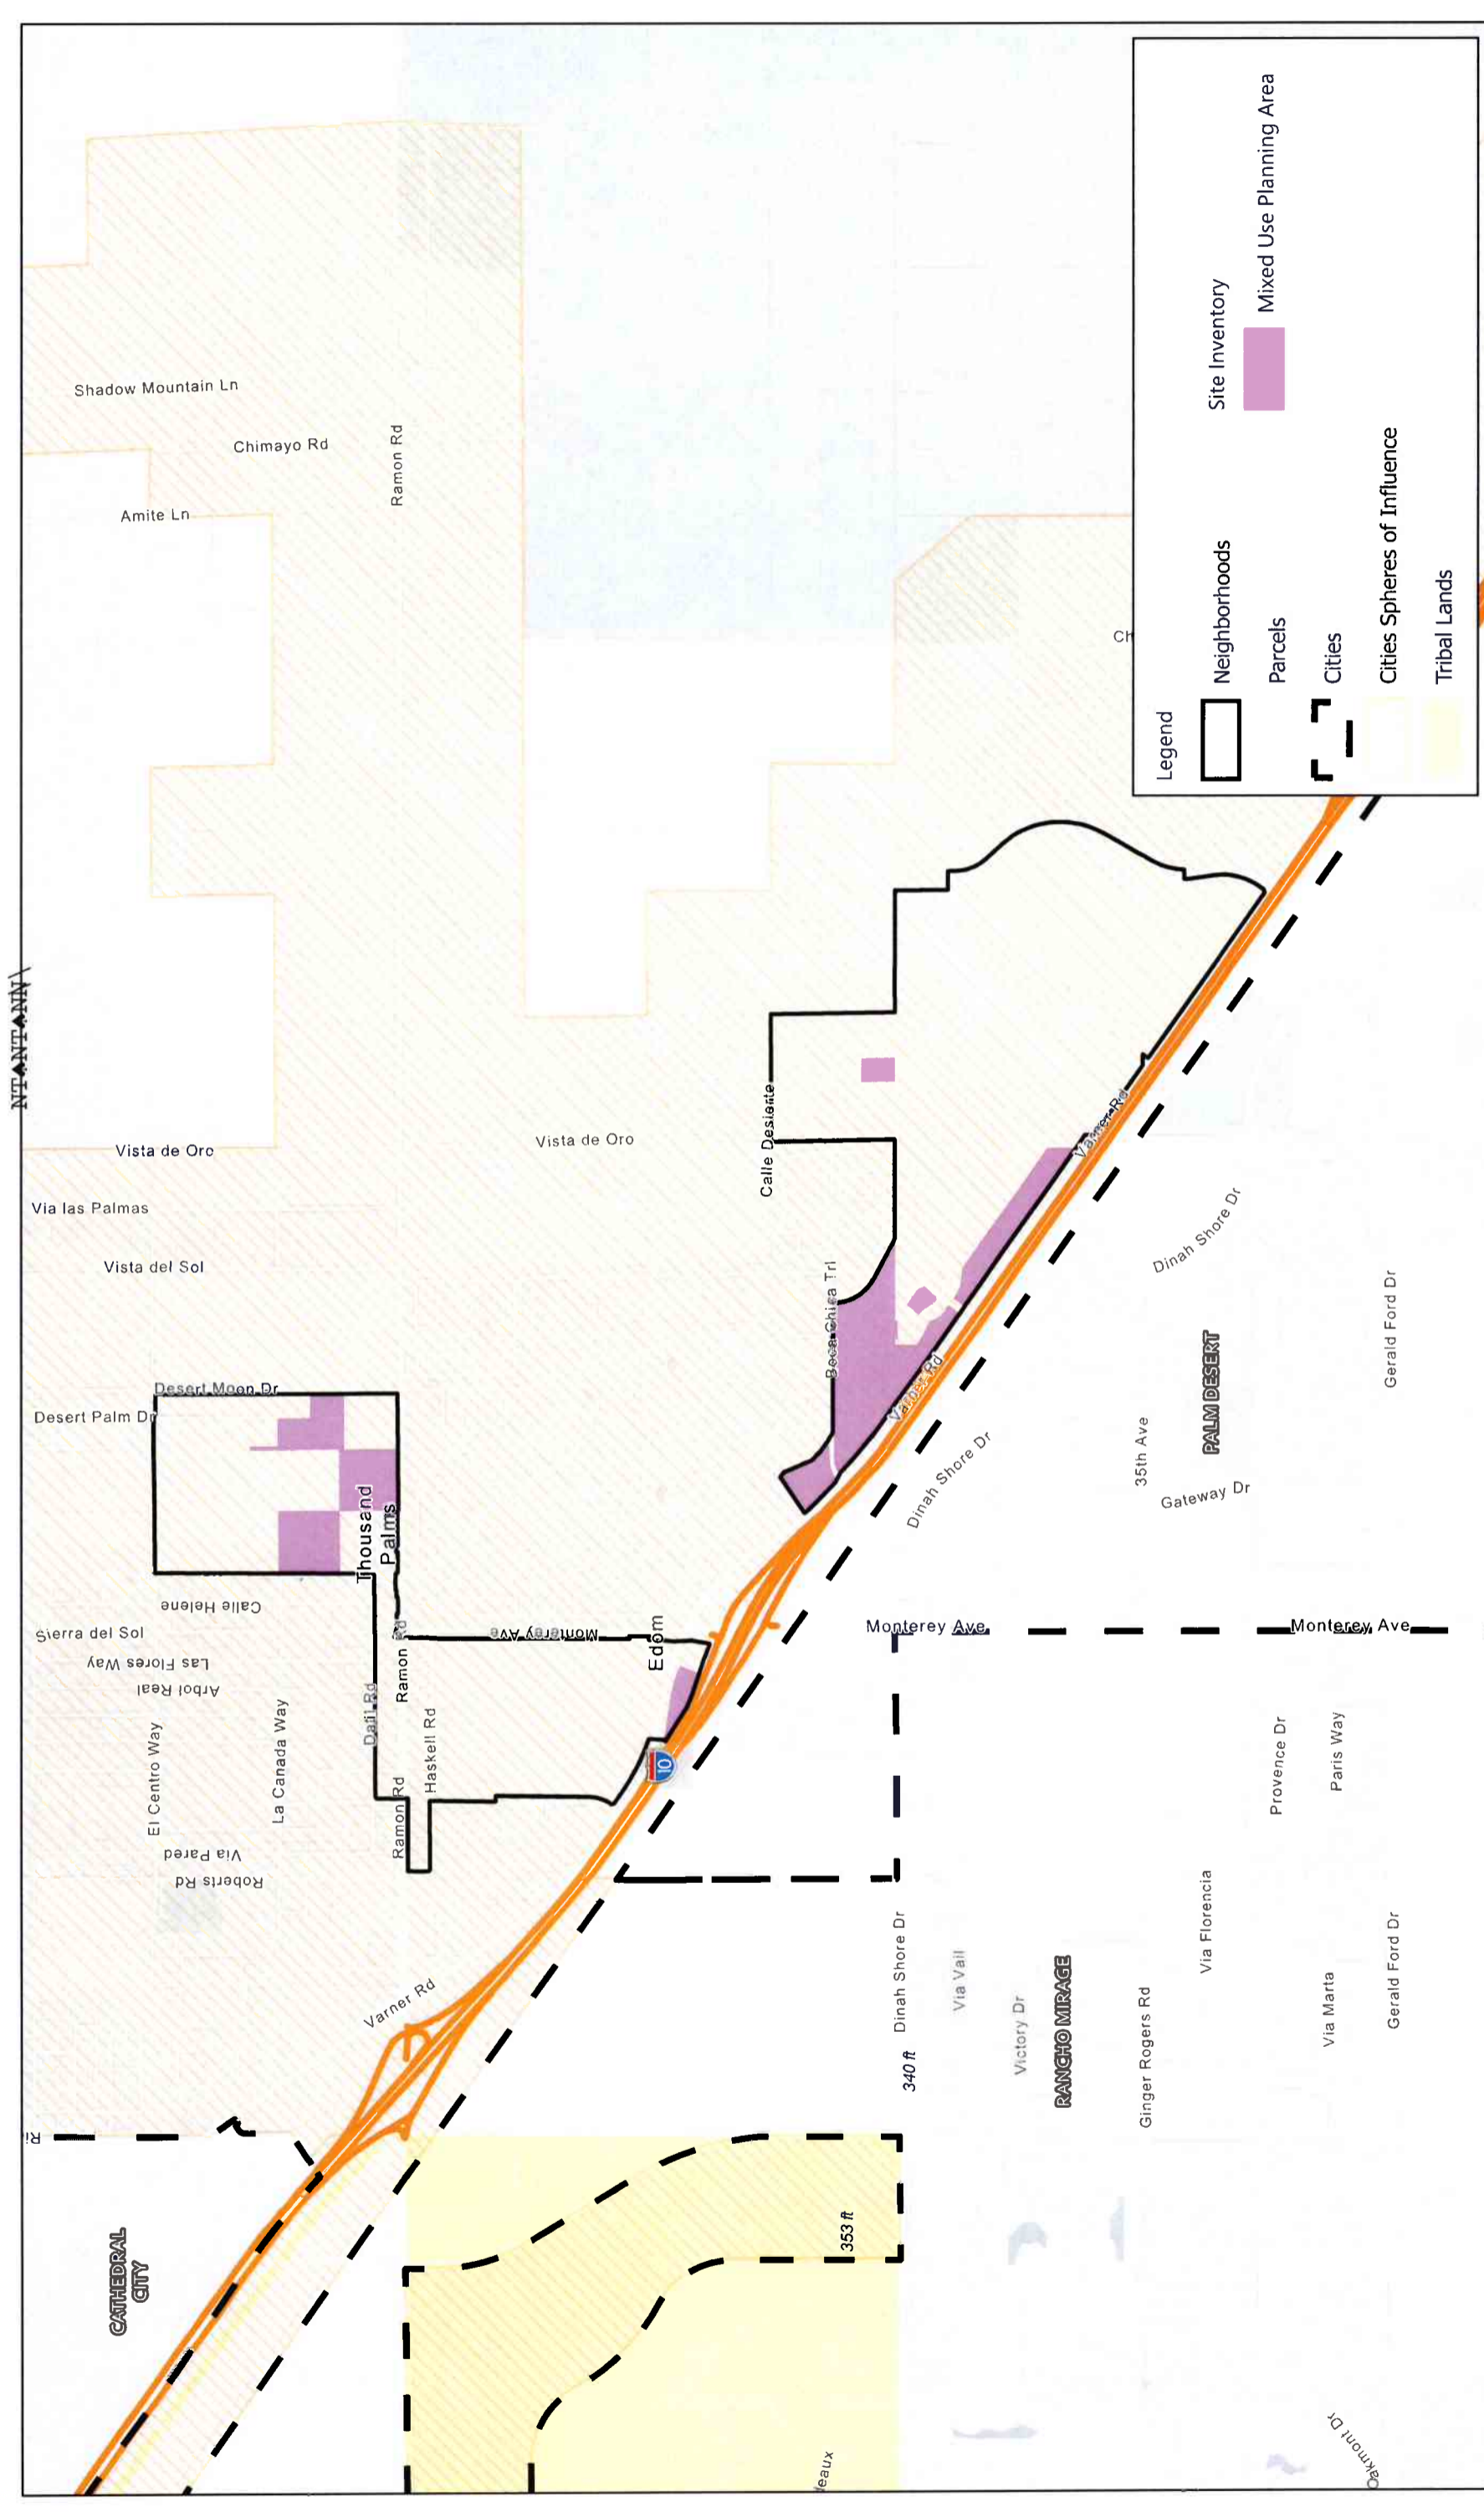 NT♠NT♠NN\
Shadow Mountain Ln
Chimayo Rd
Ramon Rd
Amite Ln
Vista de Oro
Vista de Oro
Via las Palmas
Vista del Sol
Calle Desierte
Boca Chica Trl
Varner Rd
Varner Rd
Desert Moon Dr
Desert Palm Dr
Thousand
Palms
Calle Helene
Sierra del Sol
Las Flores Way
Arbol Real
El Centro Way
La Canada Way
Datil Rd
Ramon Rd
Haskell Rd
Ramon Rd
Monterey Ave
Edom
10
Via Pared
Roberts Rd
Varner Rd
Dinah Shore Dr
Dinah Shore Dr
PALM DESERT
35th Ave
Gateway Dr
Gerald Ford Dr
Monterey Ave
Monterey Ave
Provence Dr
Paris Way
Via Florencia
Dinah Shore Dr
Via Vail
Victory Dr
RANCHO MIRAGE
Ginger Rogers Rd
Via Marta
Gerald Ford Dr
340 ft
353 ft
CATHEDRAL
CITY
Oakmont Dr
Legend
Neighborhoods
Parcels
Cities
Cities Spheres of Influence
Tribal Lands
Site Inventory
Mixed Use Planning Area